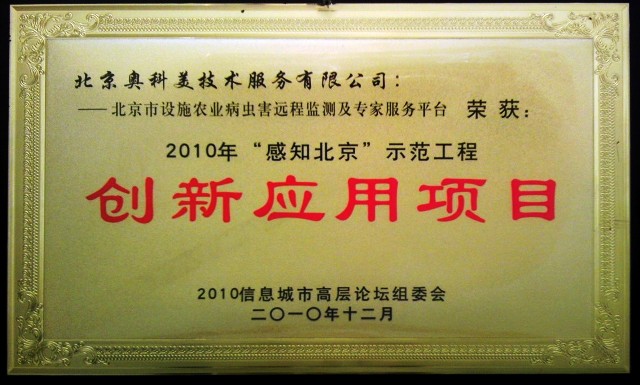 北京奥科美技术服务有限公司：
——北京市设施农业病虫害远程监测及专家服务平台 荣获：
2010年“感知北京”示范工程
创新应用项目
2010信息城市高层论坛组委会
二〇一〇年十二月